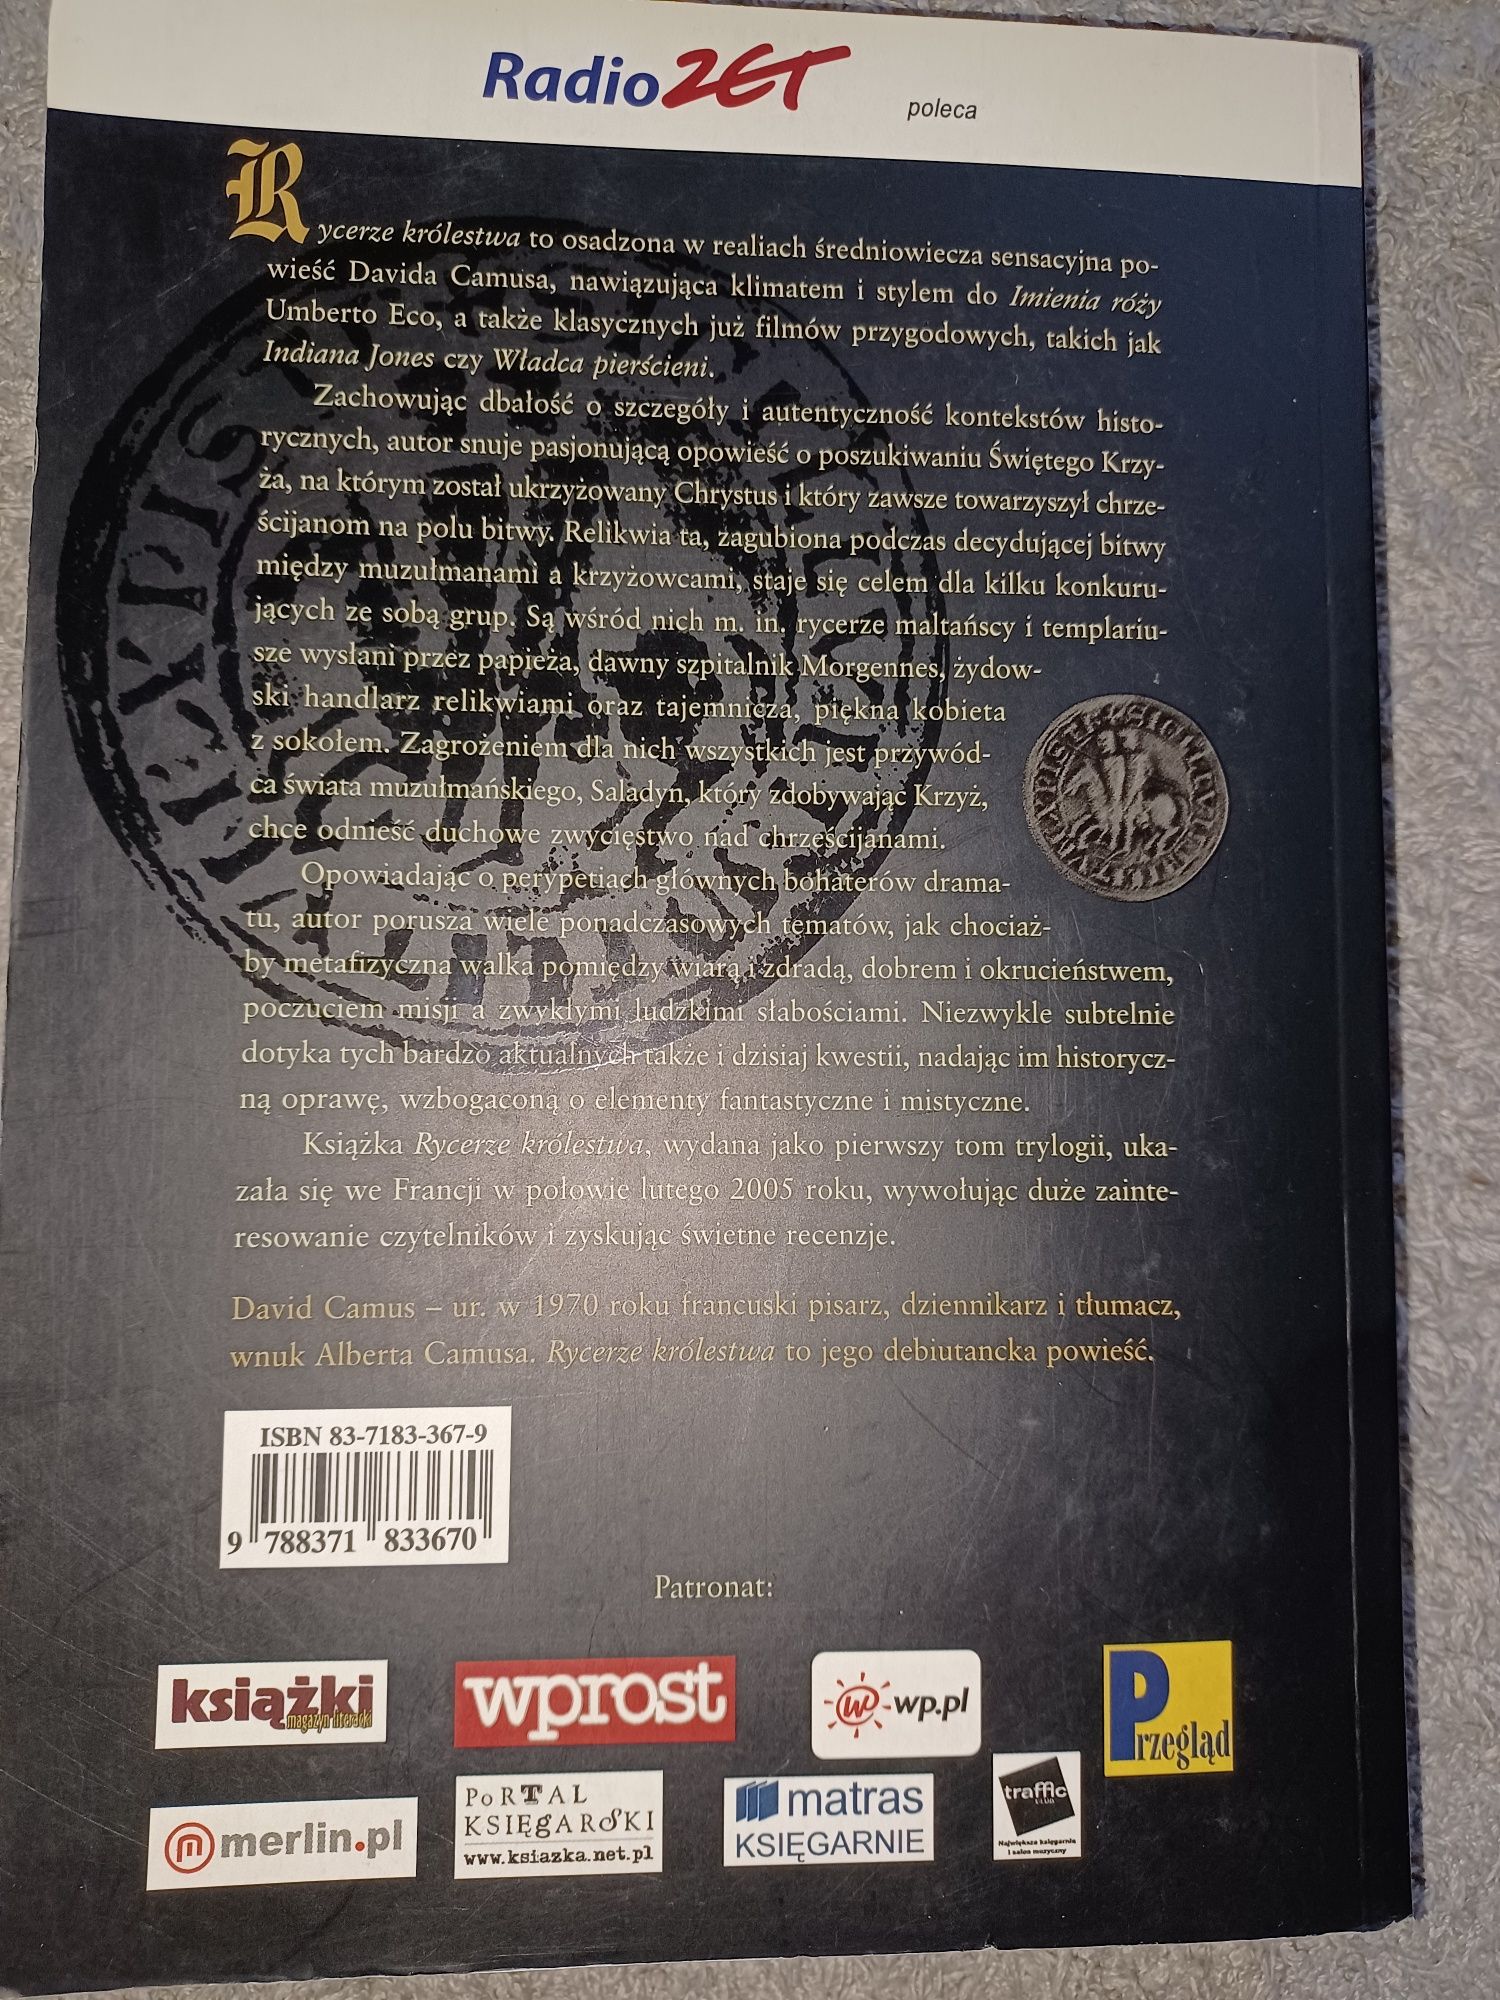 Radio ZET
poleca
Rycerze królestwa to osadzona w realiach średniowiecza sensacyjna po-
wieść Davida Camusa, nawiązująca klimatem i stylem do Imienia róży
Umberto Eco, a także klasycznych już filmów przygodowych, takich jak
Indiana Jones czy Władca pierścieni.
Zachowując dbałość o szczegóły i autentyczność kontekstów histo-
rycznych, autor snuje pasjonującą opowieść o poszukiwaniu Świętego Krzy-
ża, na którym został ukrzyżowany Chrystus i który zawsze towarzyszył chrze-
ścijanom na polu bitwy. Relikwia ta, zagubiona podczas decydującej bitwy
między muzułmanami a krzyżowcami, staje się celem dla kilku konkuru-
jących ze sobą grup. Są wśród nich m. in. rycerze maltańscy i templariu-
sze wysłani przez papieża, dawny szpitalnik Morgennes, żydow-
ski handlarz relikwiami oraz tajemnicza, piękna kobieta
z sokołem. Zagrożeniem dla nich wszystkich jest przywód-
ca świata muzułmańskiego, Saladyn, który zdobywając Krzyż,
chce odnieść duchowe zwycięstwo nad chrześcijanami.
Opowiadając o perypetiach głównych bohaterów drama-
tu, autor porusza wiele ponadczasowych tematów, jak chociaż-
by metafizyczna walka pomiędzy wiarą i zdradą, dobrem i okrucieństwem,
poczuciem misji a zwykłymi ludzkimi słabościami. Niezwykle subtelnie
dotyka tych bardzo aktualnych także i dzisiaj kwestii, nadając im historycz-
ną oprawę, wzbogaconą o elementy fantastyczne i mistyczne.
Książka Rycerze królestwa, wydana jako pierwszy tom trylogii, uka-
zała się we Francji w połowie lutego 2005 roku, wywołując duże zainte-
resowanie czytelników i zyskując świetne recenzje.
David Camus – ur. w 1970 roku francuski pisarz, dziennikarz i tłumacz,
wnuk Alberta Camusa. Rycerze królestwa to jego debiutancka powieść.
ISBN 83-7183-367-9
9 788371 833670
Patronat:
książki
magazyn literacki
wprost
wp.pl
Przegląd
merlin.pl
PORTAL
KSIĘGARSKI
www.ksiazka.net.pl
matras
KSIĘGARNIE
traffic
CLUB
Największa księgarnia
i salon muzyczny